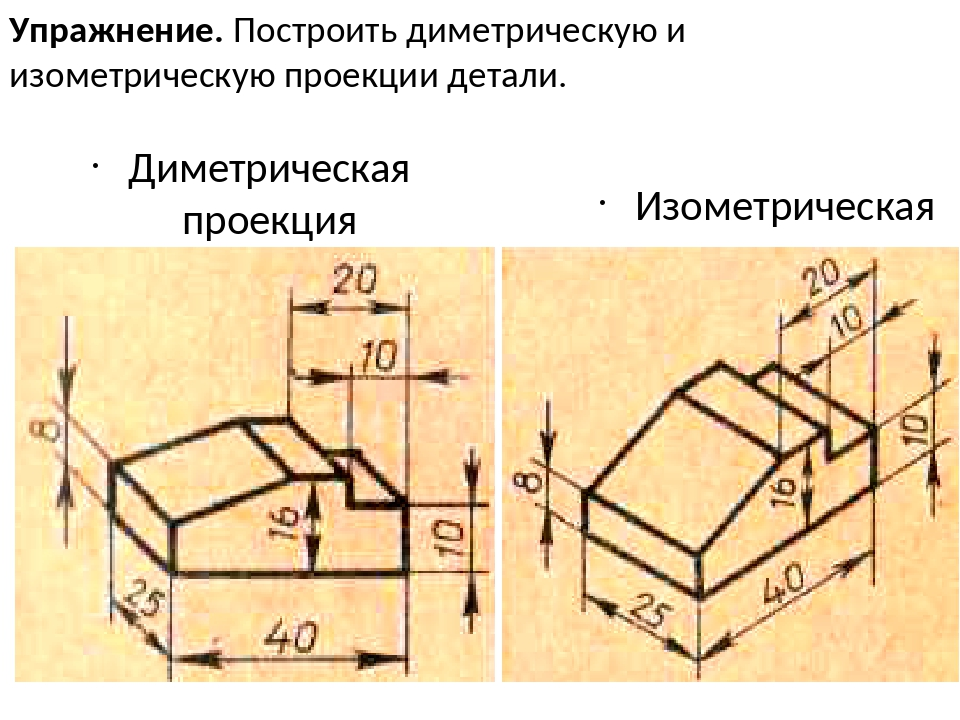 Упражнение. Построить диметрическую и
изометрическую проекции детали.
· Диметрическая
проекция
· Изометрическая
20
10
8
16
10
25
40
20
10
8
16
10
25
40